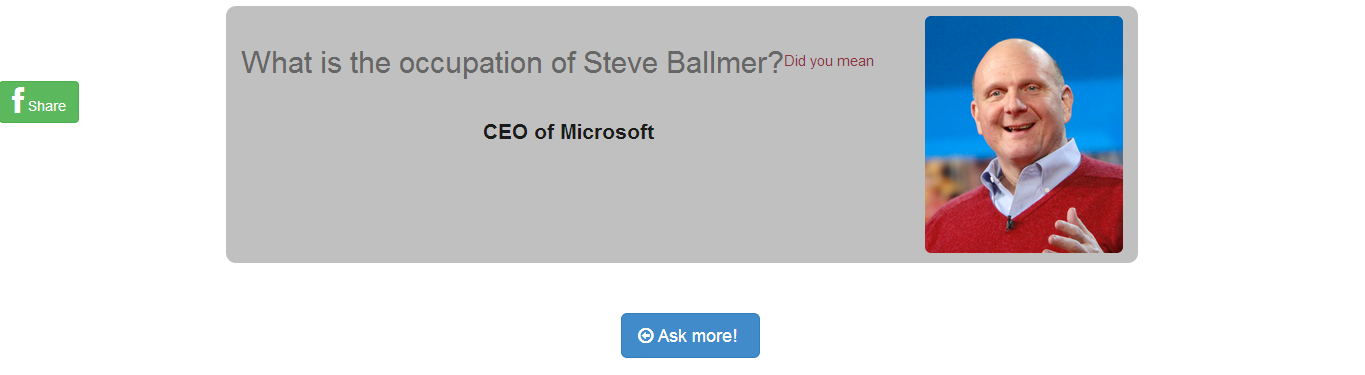 What is the occupation of Steve Ballmer?Did you mean
Share
CEO of Microsoft
Ask more!